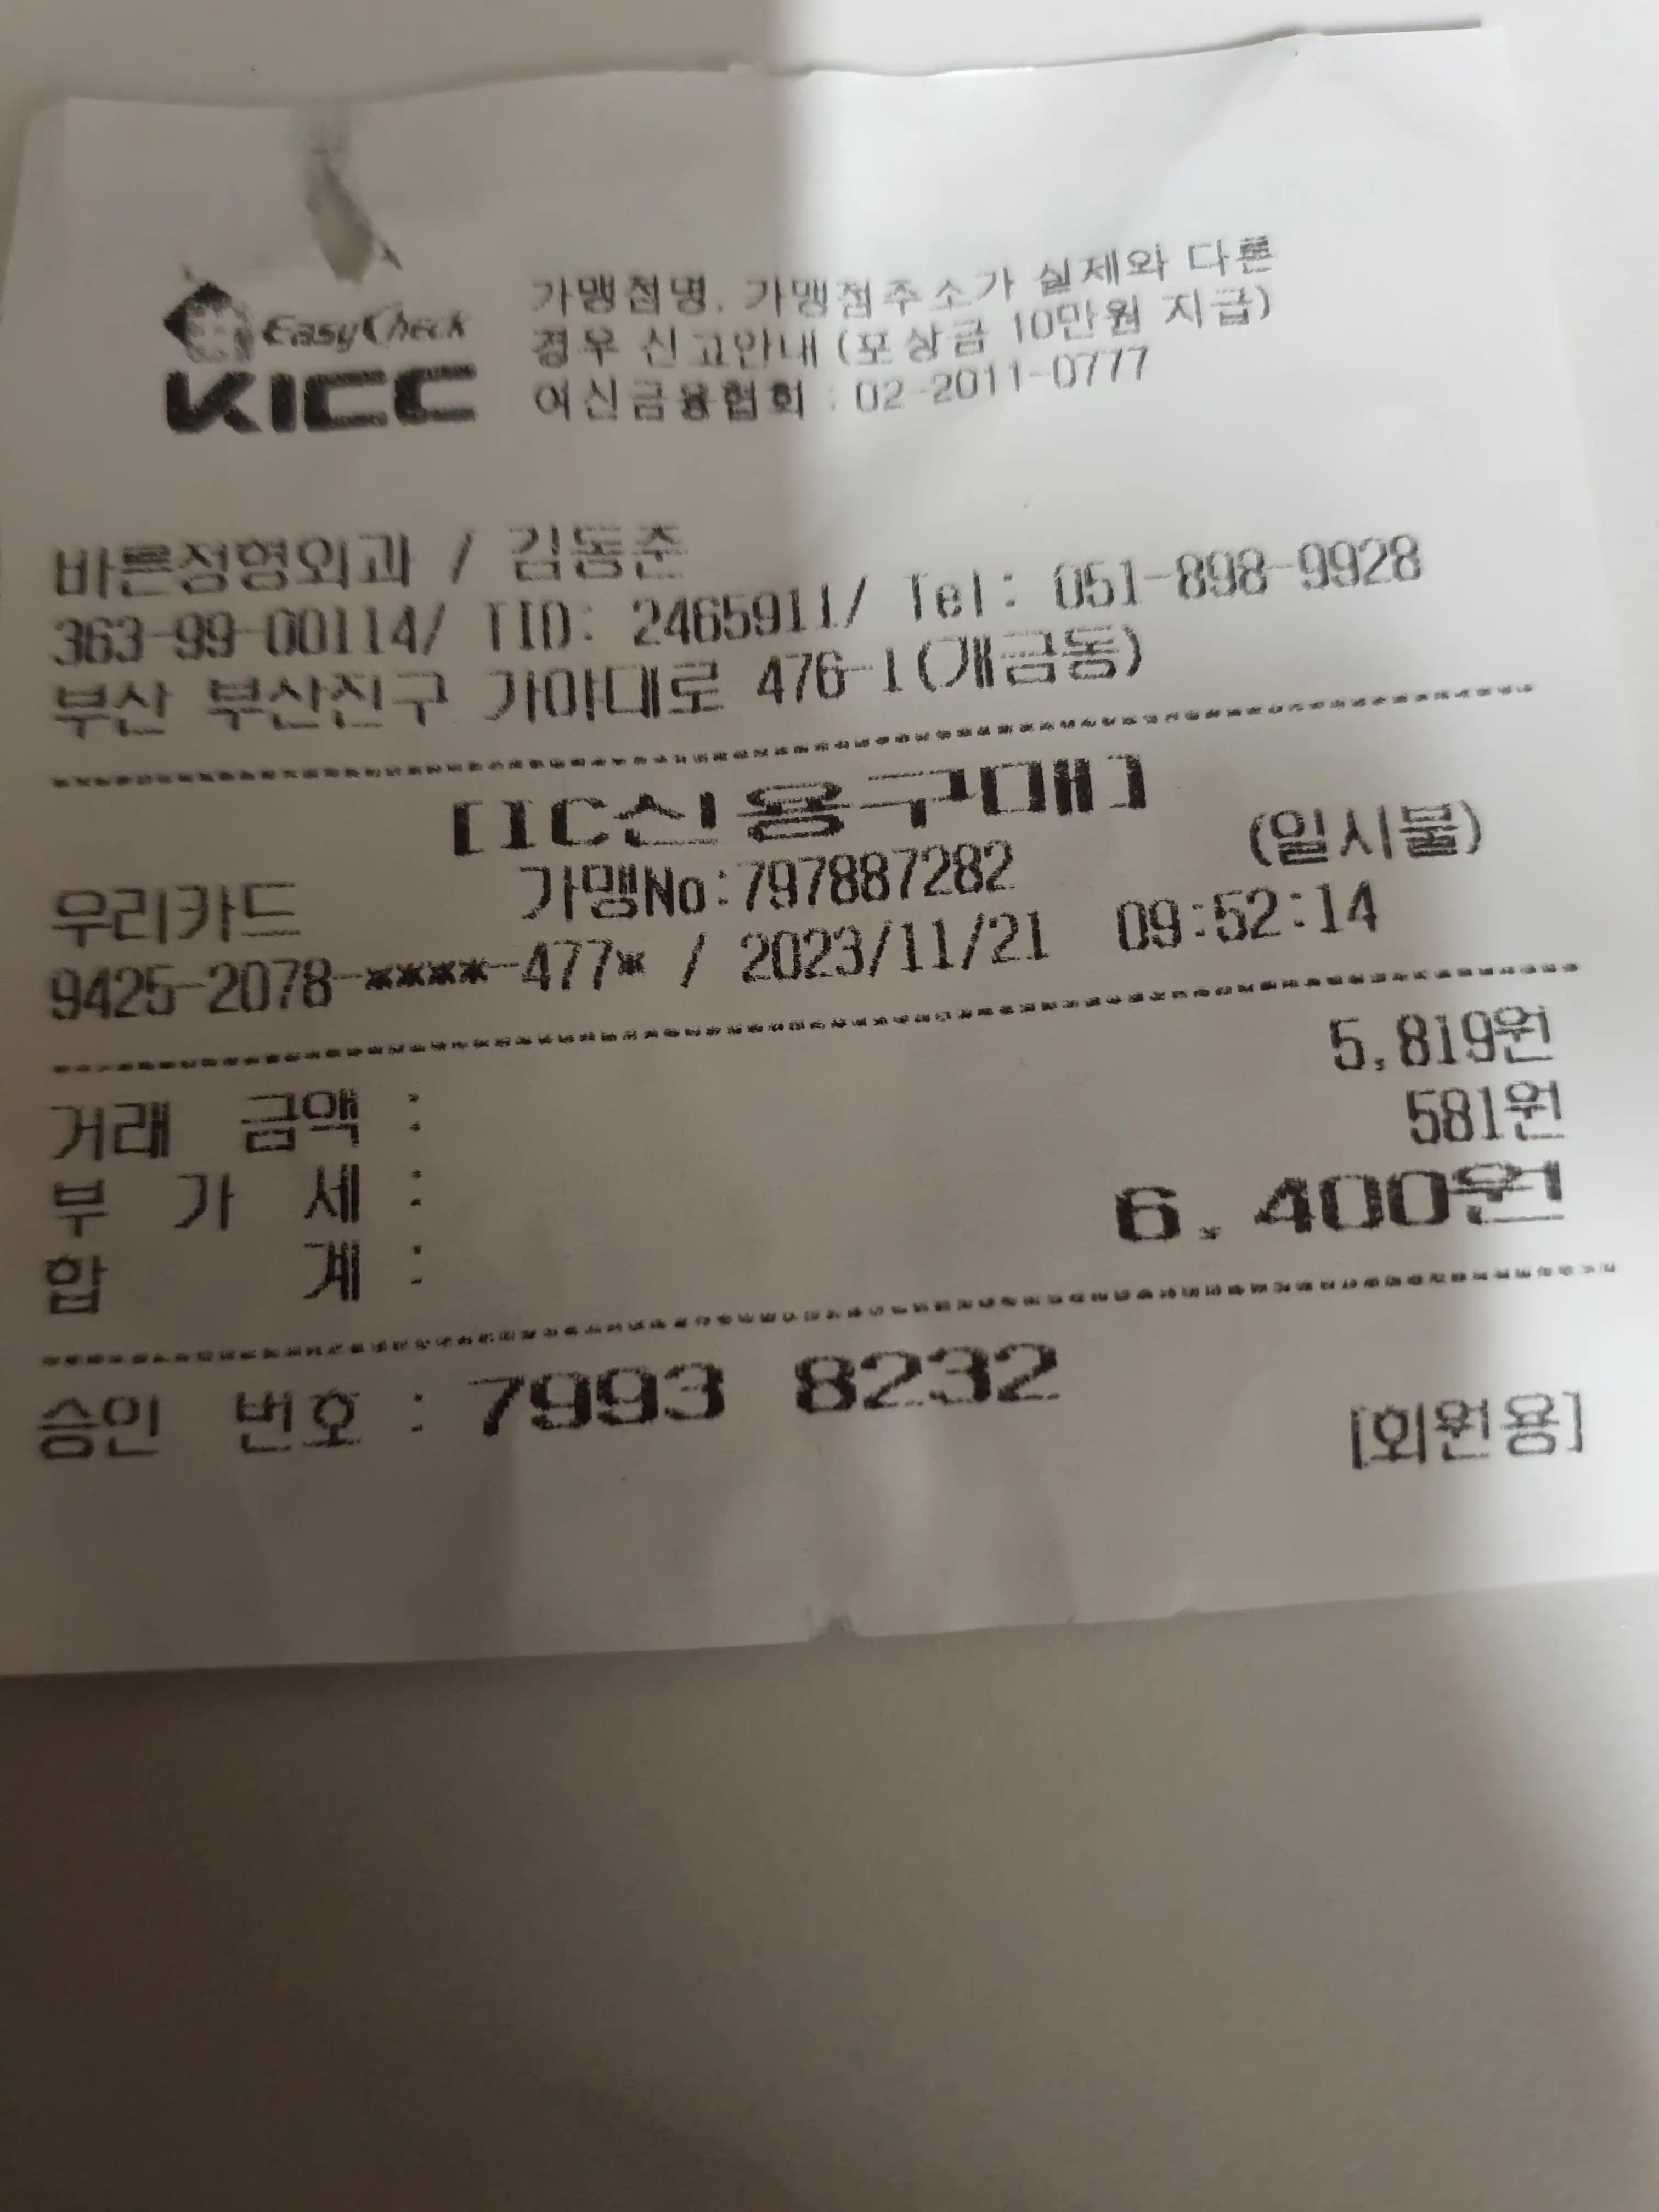 EasyCheck
KICC
가맹점명, 가맹점주소가 실제와 다른
경우 신고안내 (포상금 10만원 지급)
여신금융협회 : 02-2011-0777
바른정형외과 / 김동준
363-99-00114/ TID: 2465911/ Tel: 051-898-9928
부산 부산진구 가야대로 476-1(개금동)
[IC신용구매]
우리카드 가맹No:797887282 (일시불)
9425-2078-****-477* / 2023/11/21 09:52:14
거래 금액 : 5,819원
부 가 세 : 581원
합 계 : 6,400원
승인 번호 : 7993 8232
[회원용]